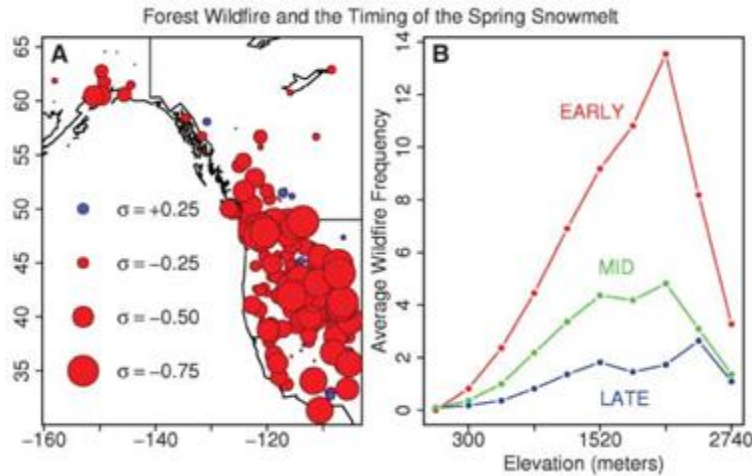 Forest Wildfire and the Timing of the Spring Snowmelt
A
65
60
55
50
45
40
35
σ = +0.25
σ = −0.25
σ = −0.50
σ = −0.75
−160
−140
−120
B
Average Wildfire Frequency
14
12
10
8
6
4
2
0
EARLY
MID
LATE
300
1520
2740
Elevation (meters)